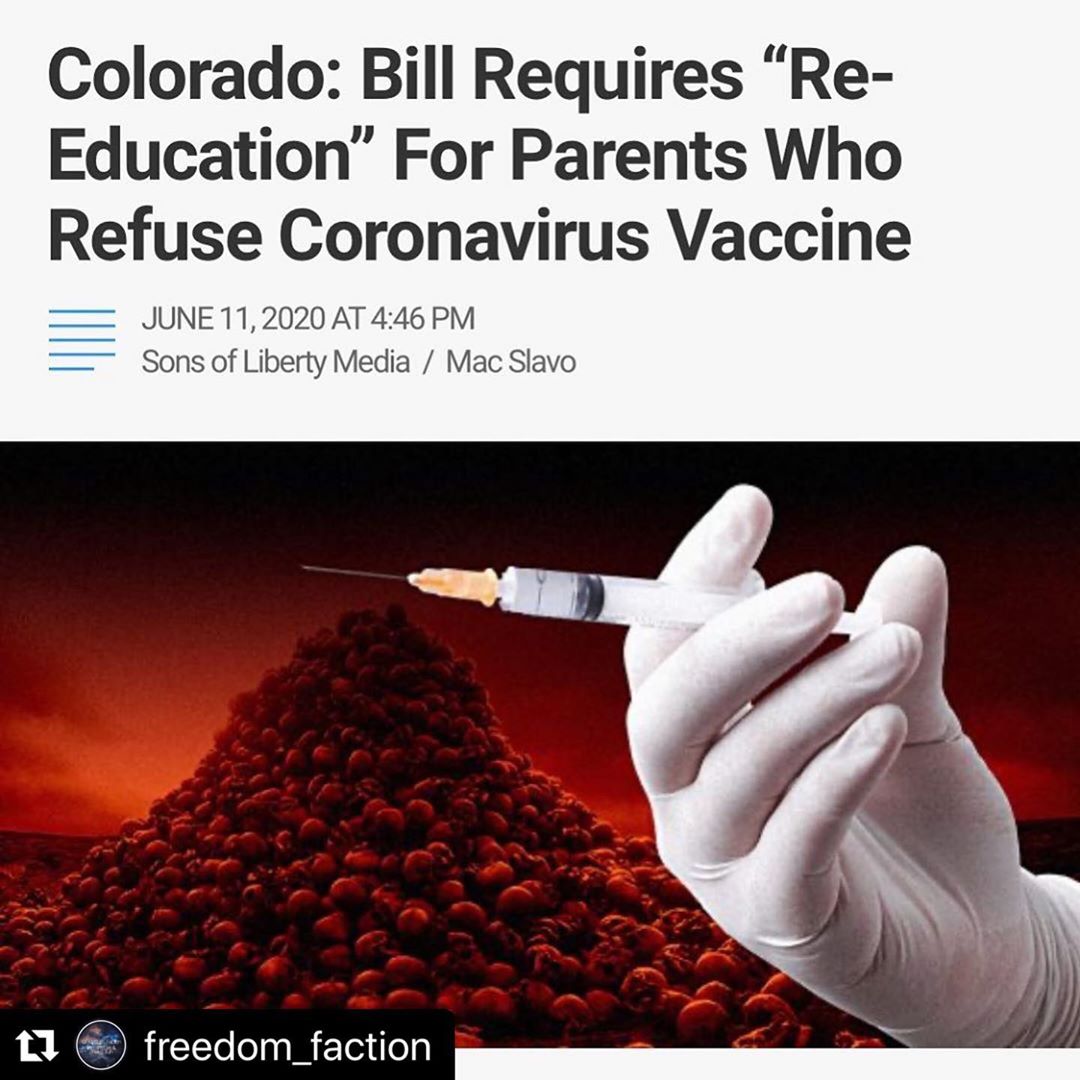 Colorado: Bill Requires “Re-
Education” For Parents Who
Refuse Coronavirus Vaccine
JUNE 11, 2020 AT 4:46 PM
Sons of Liberty Media / Mac Slavo
freedom_faction